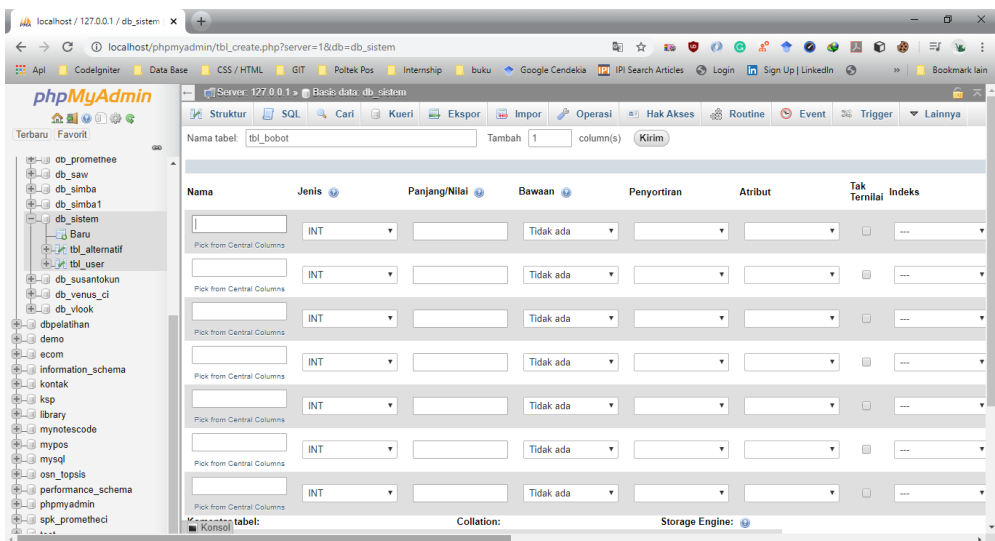 localhost / 127.0.0.1 / db_sistem
localhost/phpmyadmin/tbl_create.php?server=1&db=db_sistem
Apl CodeIgniter Data Base CSS / HTML GIT Poltek Pos Internship buku Google Cendekia IPI Search Articles Login Sign Up | LinkedIn » Bookmark lain
phpMyAdmin
Terbaru Favorit
db_promethee
db_saw
db_simba
db_simba1
db_sistem
Baru
tbl_alternatif
tbl_user
db_susantokun
db_venus_ci
db_vlook
dbpelatihan
demo
ecom
information_schema
kontak
ksp
library
mynotescode
mypos
mysql
osn_topsis
performance_schema
phpmyadmin
spk_prometheci
Server: 127.0.0.1 » Basis data: db_sistem
Struktur SQL Cari Kueri Ekspor Impor Operasi Hak Akses Routine Event Trigger Lainnya
Nama tabel: tbl_bobot Tambah 1 column(s) Kirim
Nama Jenis Panjang/Nilai Bawaan Penyortiran Atribut Tak Ternilai Indeks
INT Tidak ada ---
Pick from Central Columns
INT Tidak ada ---
Pick from Central Columns
INT Tidak ada ---
Pick from Central Columns
INT Tidak ada ---
Pick from Central Columns
INT Tidak ada ---
Pick from Central Columns
INT Tidak ada ---
Pick from Central Columns
INT Tidak ada ---
Pick from Central Columns
tabel: Collation: Storage Engine:
Konsol